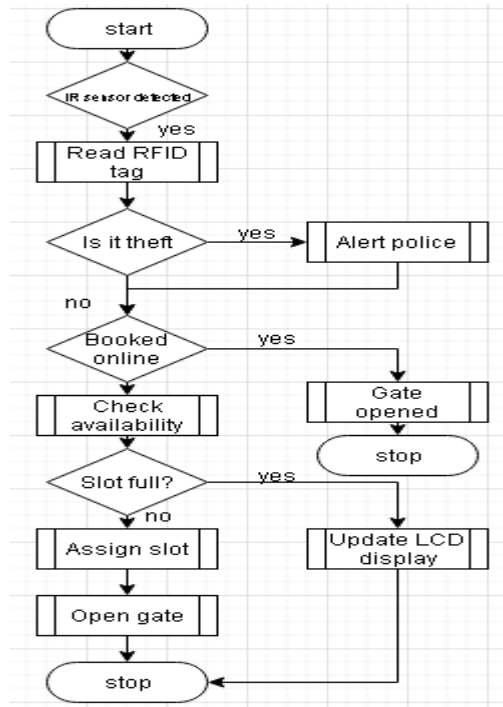 start
IR sensor detected
yes
Read RFID
tag
Is it theft
yes
Alert police
no
Booked
online
yes
Gate
opened
Check
availability
stop
Slot full?
yes
no
Assign slot
Update LCD
display
Open gate
stop